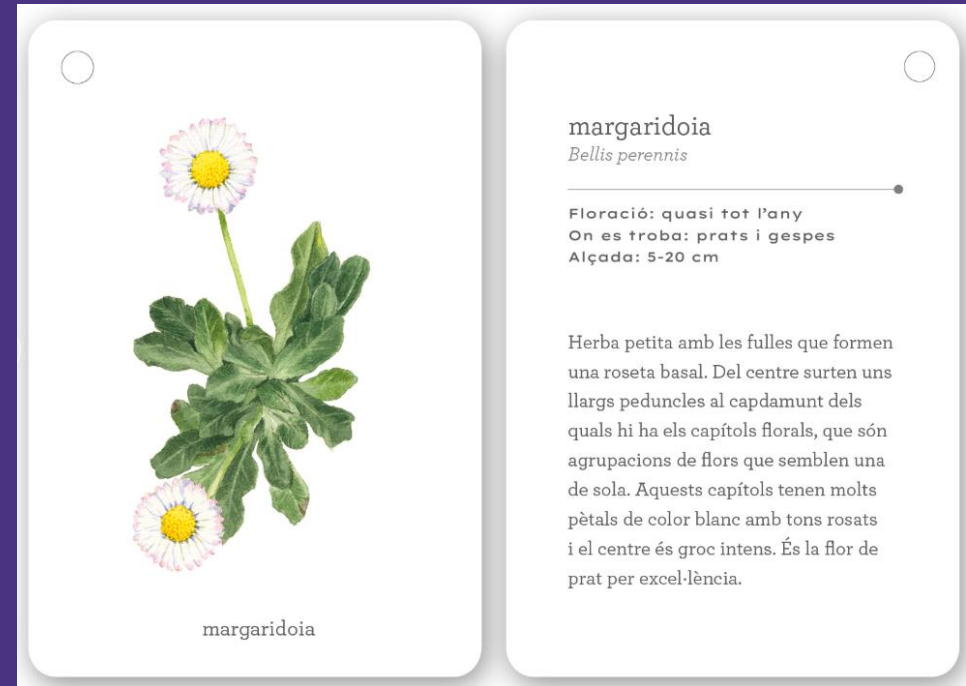 margaridoia
margaridoia
Bellis perennis
Floració: quasi tot l'any
On es troba: prats i gespes
Alçada: 5-20 cm
Herba petita amb les fulles que formen
una roseta basal. Del centre surten uns
llargs peduncles al capdamunt dels
quals hi ha els capítols florals, que són
agrupacions de flors que semblen una
de sola. Aquests capítols tenen molts
pètals de color blanc amb tons rosats
i el centre és groc intens. És la flor de
prat per excel·lència.